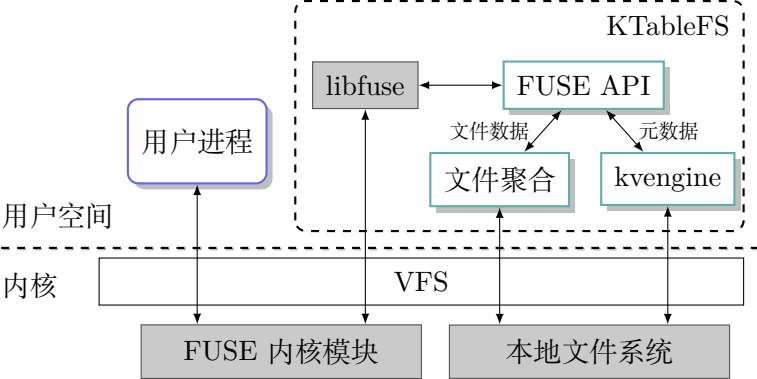 KTableFS
libfuse
FUSE API
用户进程
文件数据
元数据
文件聚合
kvengine
用户空间
内核
VFS
FUSE 内核模块
本地文件系统